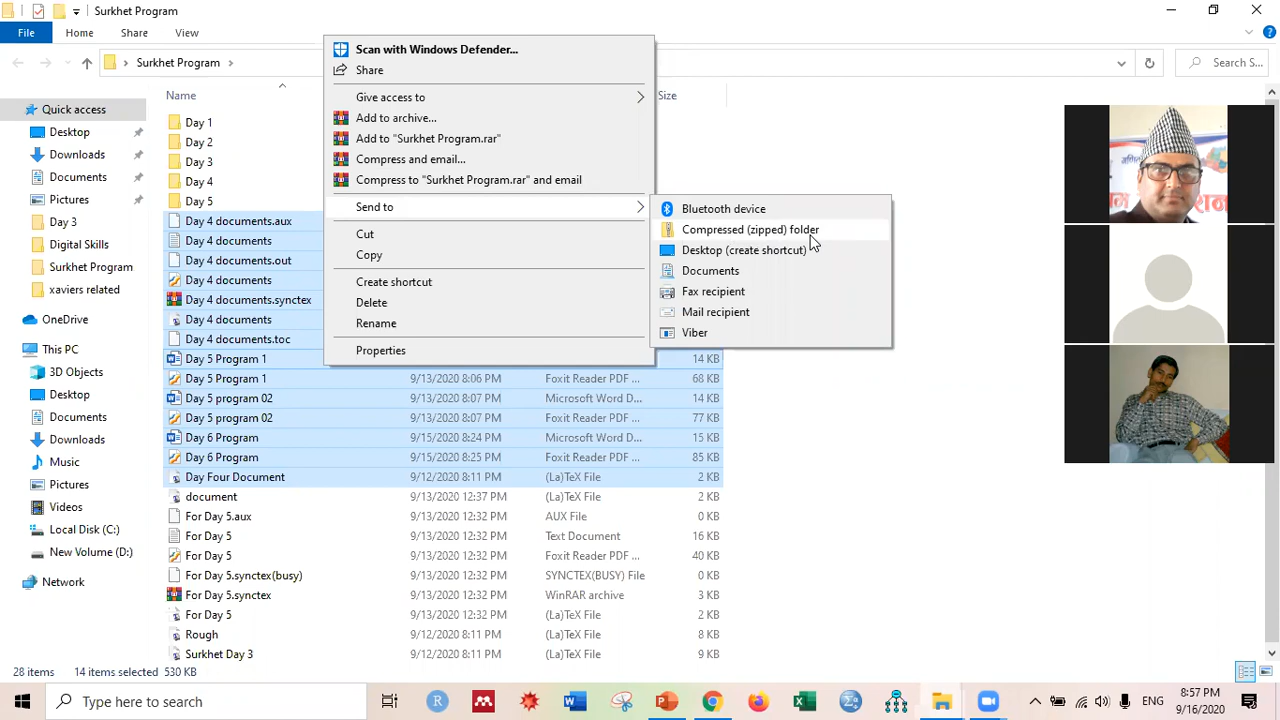 Surkhet Program
File
Home
Share
View
Surkhet Program
Search S...
Name
Size
Quick access
Desktop
Downloads
Documents
Pictures
Day 3
Digital Skills
Surkhet Program
xaviers related
OneDrive
This PC
3D Objects
Desktop
Documents
Downloads
Music
Pictures
Videos
Local Disk (C:)
New Volume (D:)
Network
Day 1
Day 2
Day 3
Day 4
Day 5
Day 4 documents.aux
Day 4 documents
Day 4 documents.out
Day 4 documents
Day 4 documents.synctex
Day 4 documents
Day 4 documents.toc
Day 5 Program 1 14 KB
Day 5 Program 1 9/13/2020 8:06 PM Foxit Reader PDF ... 68 KB
Day 5 program 02 9/13/2020 8:07 PM Microsoft Word D... 14 KB
Day 5 program 02 9/13/2020 8:07 PM Foxit Reader PDF ... 77 KB
Day 6 Program 9/15/2020 8:24 PM Microsoft Word D... 15 KB
Day 6 Program 9/15/2020 8:25 PM Foxit Reader PDF ... 85 KB
Day Four Document 9/12/2020 8:11 PM (La)TeX File 2 KB
document 9/13/2020 12:37 PM (La)TeX File 2 KB
For Day 5.aux 9/13/2020 12:32 PM AUX File 2 KB
For Day 5 9/13/2020 12:32 PM Text Document 16 KB
For Day 5 9/13/2020 12:32 PM Foxit Reader PDF ... 40 KB
For Day 5.synctex(busy) 9/13/2020 12:32 PM SYNCTEX(BUSY) File 0 KB
For Day 5.synctex 9/13/2020 12:32 PM WinRAR archive 3 KB
For Day 5 9/13/2020 12:32 PM (La)TeX File 2 KB
Rough 9/12/2020 8:11 PM (La)TeX File 8 KB
Surkhet Day 3 9/12/2020 8:11 PM (La)TeX File 9 KB
Scan with Windows Defender...
Share
Give access to
Add to archive...
Add to "Surkhet Program.rar"
Compress and email...
Compress to "Surkhet Program.rar" and email
Send to
Cut
Copy
Create shortcut
Delete
Rename
Properties
Bluetooth device
Compressed (zipped) folder
Desktop (create shortcut)
Documents
Fax recipient
Mail recipient
Viber
28 items 14 items selected 530 KB
Type here to search
ENG
8:57 PM
9/16/2020